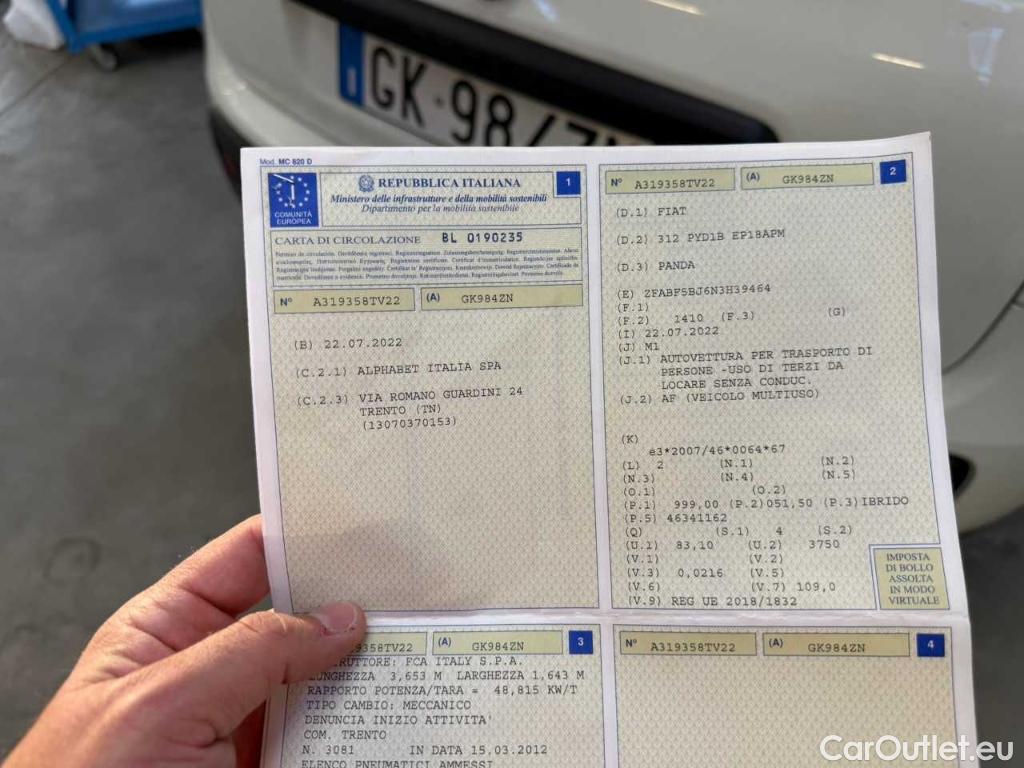 GK 984ZN
Mod. MC 820 D
COMUNITÀ
EUROPEA
REPUBBLICA ITALIANA
Ministero delle infrastrutture e della mobilità sostenibili
Dipartimento per la mobilità sostenibile
1
CARTA DI CIRCOLAZIONE BL 0190235
N° A319358TV22 (A) GK984ZN
(B) 22.07.2022
(C.2.1) ALPHABET ITALIA SPA
(C.2.3) VIA ROMANO GUARDINI 24
TRENTO (TN)
(13070370153)
N° A319358TV22 (A) GK984ZN 2
(D.1) FIAT
(D.2) 312 PYD1B EP18APM
(D.3) PANDA
(E) ZFABF5BJ6N3H39464
(F.1)
(F.2) 1410 (F.3) (G)
(I) 22.07.2022
(J) M1
(J.1) AUTOVETTURA PER TRASPORTO DI
PERSONE -USO DI TERZI DA
LOCARE SENZA CONDUC.
(J.2) AF (VEICOLO MULTIUSO)
(K)
e3*2007/46*0064*67
(L) 2 (N.1) (N.2)
(N.3) (N.4) (N.5)
(O.1) (O.2)
(P.1) 999,00 (P.2)051,50 (P.3)IBRIDO
(P.5) 46341162
(Q) (S.1) 4 (S.2)
(U.1) 83,10 (U.2) 3750
(V.1) (V.2)
(V.3) 0,0216 (V.5)
(V.6) (V.7) 109,0
(V.9) REG UE 2018/1832
IMPOSTA
DI BOLLO
ASSOLTA
IN MODO
VIRTUALE
9358TV22 (A) GK984ZN 3
RUTTORE: FCA ITALY S.P.A.
LUNGHEZZA 3,653 M LARGHEZZA 1,643 M
RAPPORTO POTENZA/TARA = 48,815 KW/T
TIPO CAMBIO: MECCANICO
DENUNCIA INIZIO ATTIVITA'
COM. TRENTO
N. 3081 IN DATA 15.03.2012
ELENCO PNEUMATICI AMMESSI
N° A319358TV22 (A) GK984ZN 4
CarOutlet.eu